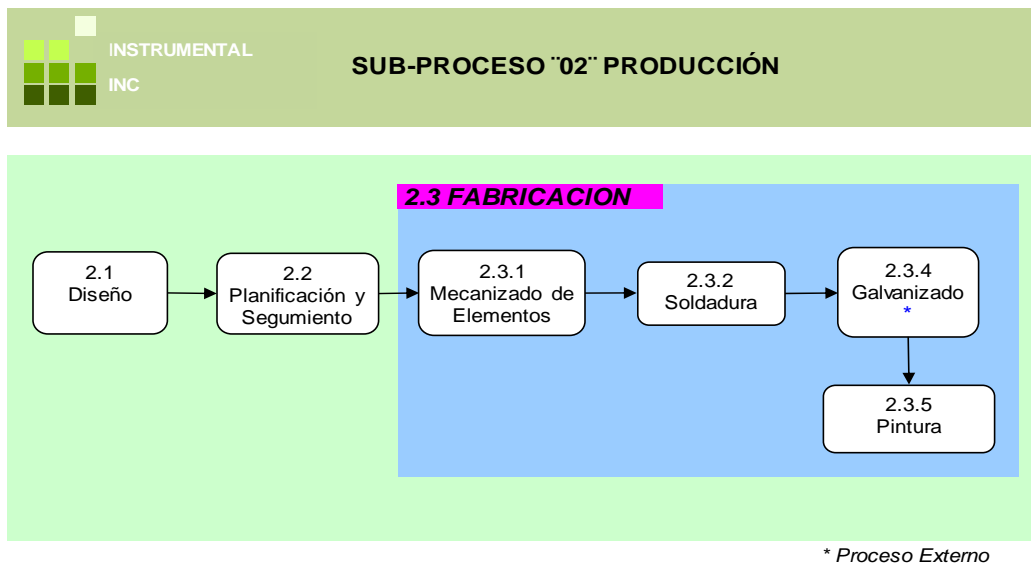 INSTRUMENTAL
INC
SUB-PROCESO ¨02¨ PRODUCCIÓN
2.3 FABRICACION
2.1
Diseño
2.2
Planificación y
Segumiento
2.3.1
Mecanizado de
Elementos
2.3.2
Soldadura
2.3.4
Galvanizado
*
2.3.5
Pintura
* Proceso Externo